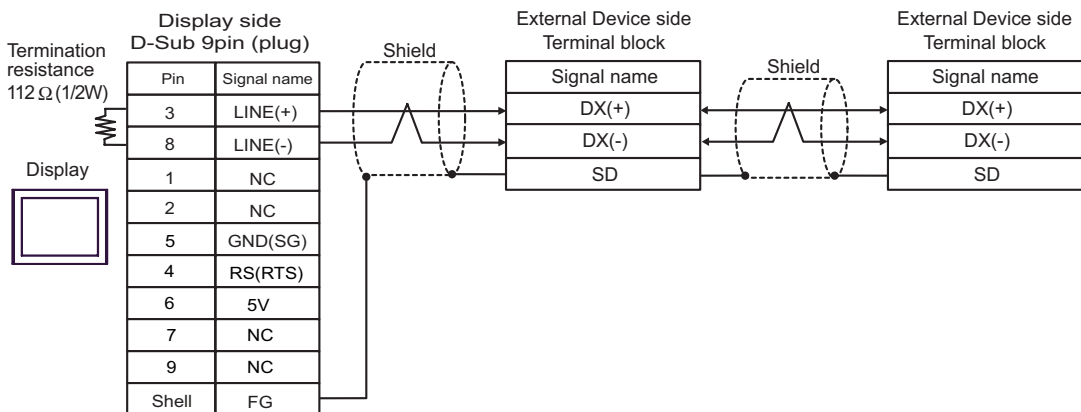 Display side
D-Sub 9pin (plug)
Termination
resistance
112 Ω (1/2W)
Display
Pin Signal name
3 LINE(+)
8 LINE(-)
1 NC
2 NC
5 GND(SG)
4 RS(RTS)
6 5V
7 NC
9 NC
Shell FG
Shield
External Device side
Terminal block
Signal name
DX(+)
DX(-)
SD
Shield
External Device side
Terminal block
Signal name
DX(+)
DX(-)
SD